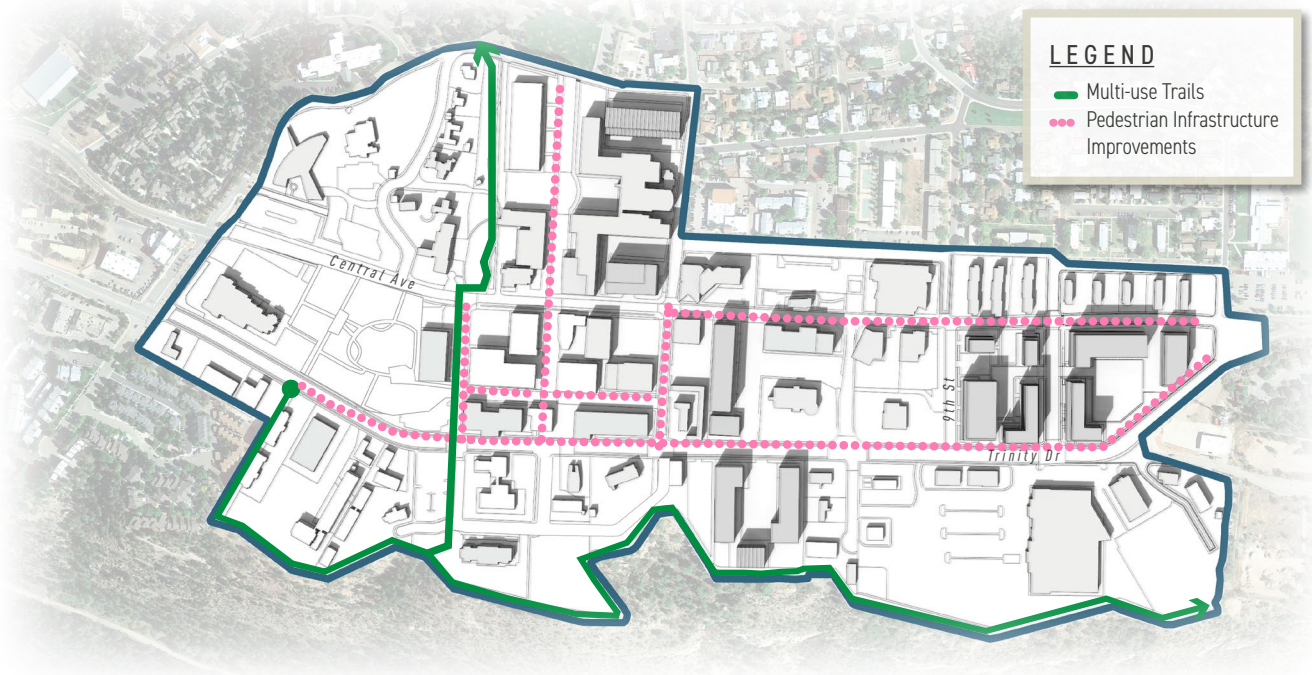 LEGEND
Multi-use Trails
Pedestrian Infrastructure
Improvements
Central Ave
9th St
Trinity Dr